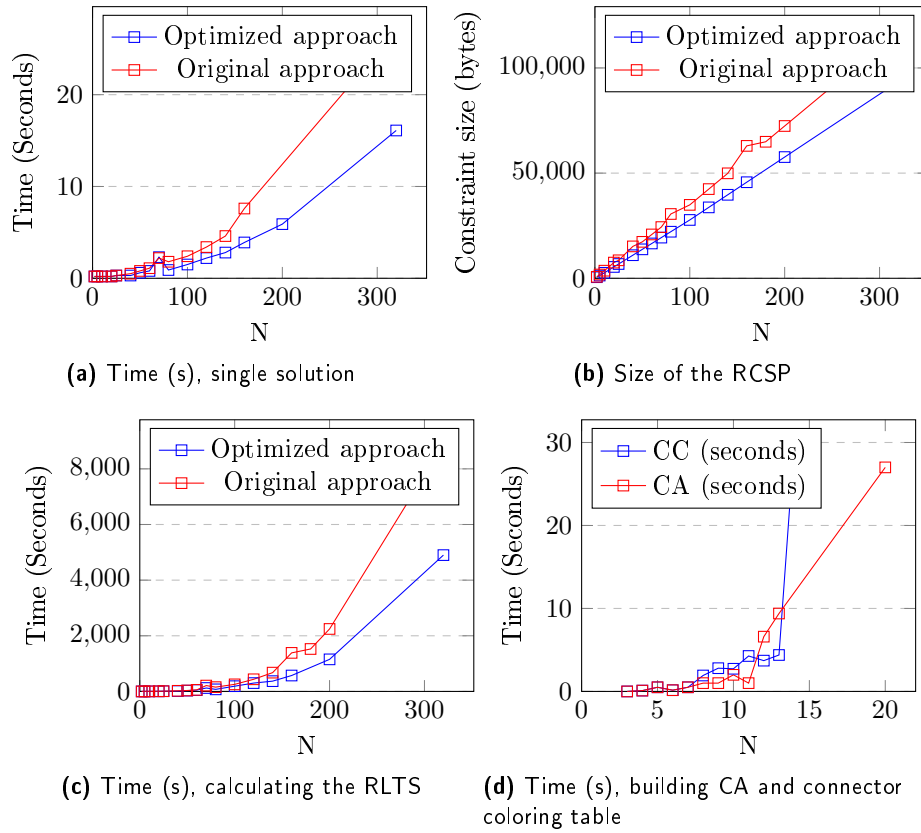 Optimized approach
Original approach
Time (Seconds)
20
10
0
0
100
200
300
N
(a) Time (s), single solution
Optimized approach
Original approach
Constraint size (bytes)
100,000
50,000
0
0
100
200
300
N
(b) Size of the RCSP
Optimized approach
Original approach
Time (Seconds)
8,000
6,000
4,000
2,000
0
0
100
200
300
N
(c) Time (s), calculating the RLTS
CC (seconds)
CA (seconds)
Time (Seconds)
30
20
10
0
0
5
10
15
20
N
(d) Time (s), building CA and connector
coloring table